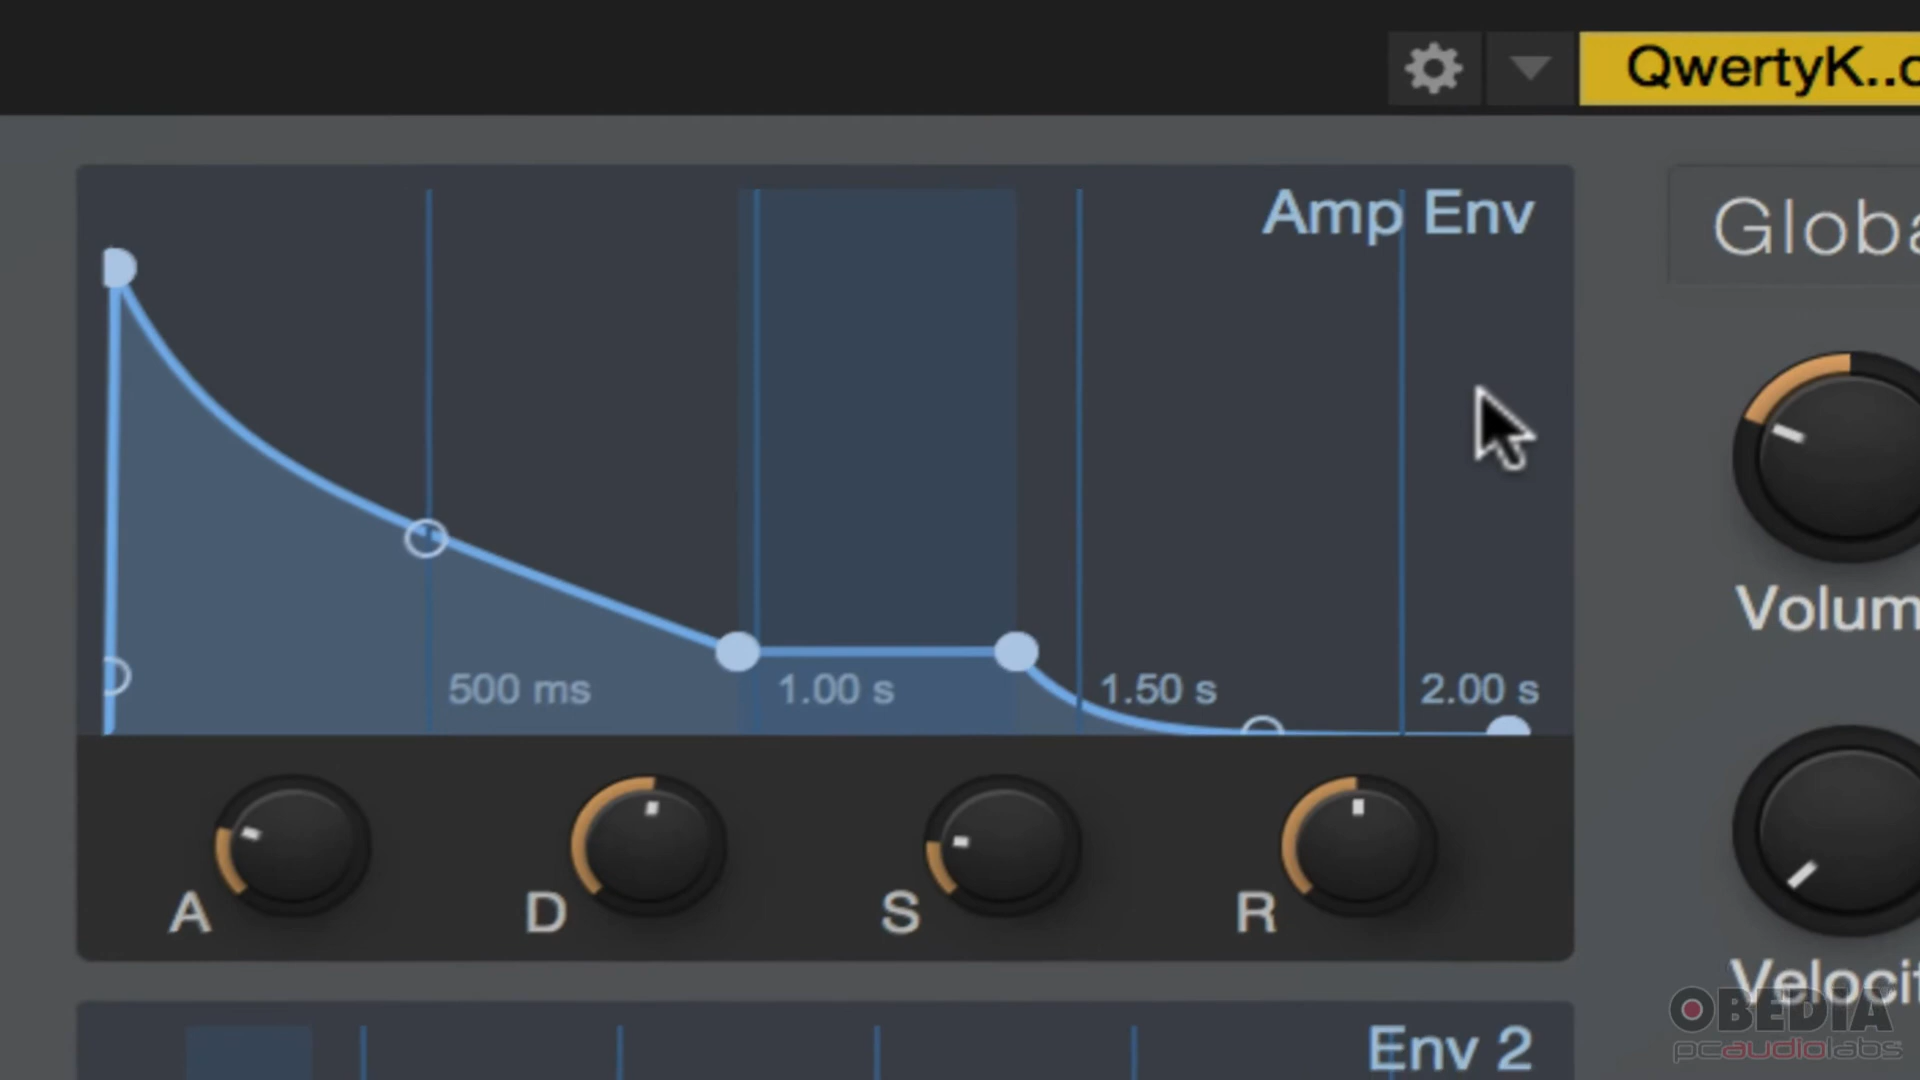 QwertyK..c
Amp Env
Globa
500 ms
1.00 s
1.50 s
2.00 s
Volum
A
D
S
R
Velocit
OBEDIA
pcaudiolabs
Env 2